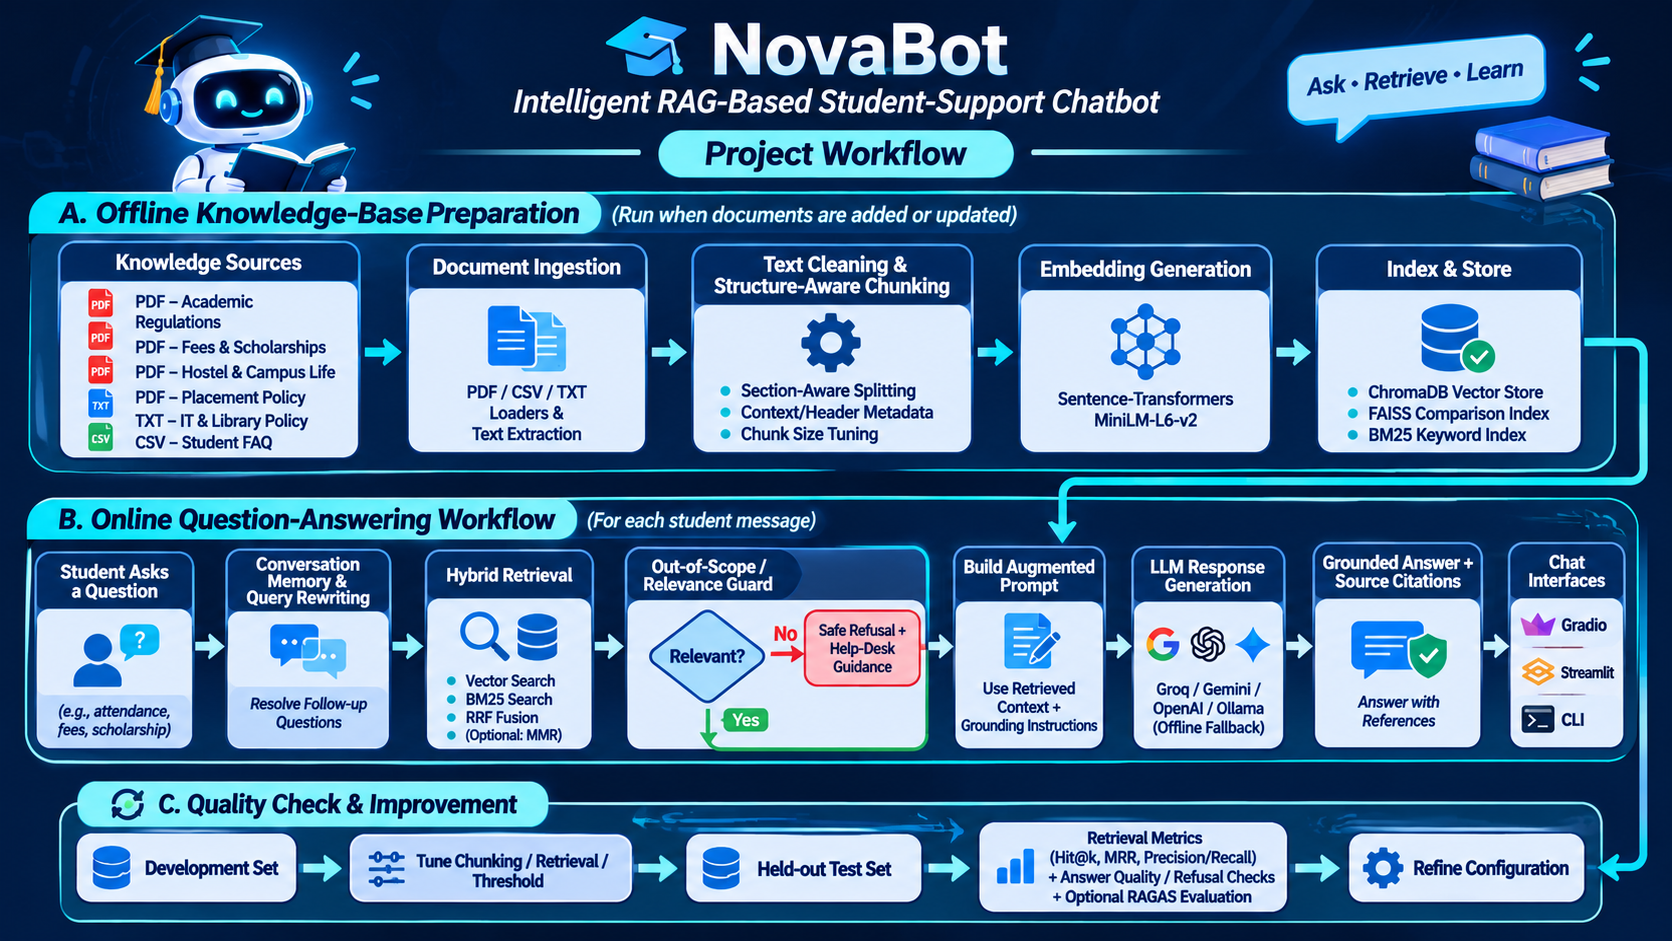 NovaBot
Intelligent RAG-Based Student-Support Chatbot
Project Workflow
Ask • Retrieve • Learn
A. Offline Knowledge-Base Preparation
(Run when documents are added or updated)
Knowledge Sources
PDF
PDF – Academic
Regulations
PDF
PDF – Fees & Scholarships
PDF
PDF – Hostel & Campus Life
TXT
PDF – Placement Policy
TXT – IT & Library Policy
CSV
CSV – Student FAQ
Document Ingestion
PDF / CSV / TXT
Loaders &
Text Extraction
Text Cleaning &
Structure-Aware Chunking
• Section-Aware Splitting
• Context/Header Metadata
• Chunk Size Tuning
Embedding Generation
Sentence-Transformers
MiniLM-L6-v2
Index & Store
• ChromaDB Vector Store
• FAISS Comparison Index
• BM25 Keyword Index
B. Online Question-Answering Workflow
(For each student message)
Student Asks
a Question
?
(e.g., attendance,
fees, scholarship)
Conversation
Memory &
Query Rewriting
Resolve Follow-up
Questions
Hybrid Retrieval
• Vector Search
• BM25 Search
• RRF Fusion
• (Optional: MMR)
Out-of-Scope /
Relevance Guard
Relevant?
No
Safe Refusal +
Help-Desk
Guidance
Yes
Build Augmented
Prompt
Use Retrieved
Context +
Grounding Instructions
LLM Response
Generation
Groq / Gemini /
OpenAI / Ollama
(Offline Fallback)
Grounded Answer +
Source Citations
Answer with
References
Chat
Interfaces
Gradio
Streamlit
>_ CLI
C. Quality Check & Improvement
Development Set
Tune Chunking / Retrieval /
Threshold
Held-out Test Set
Retrieval Metrics
(Hit@k, MRR, Precision/Recall)
+ Answer Quality / Refusal Checks
+ Optional RAGAS Evaluation
Refine Configuration